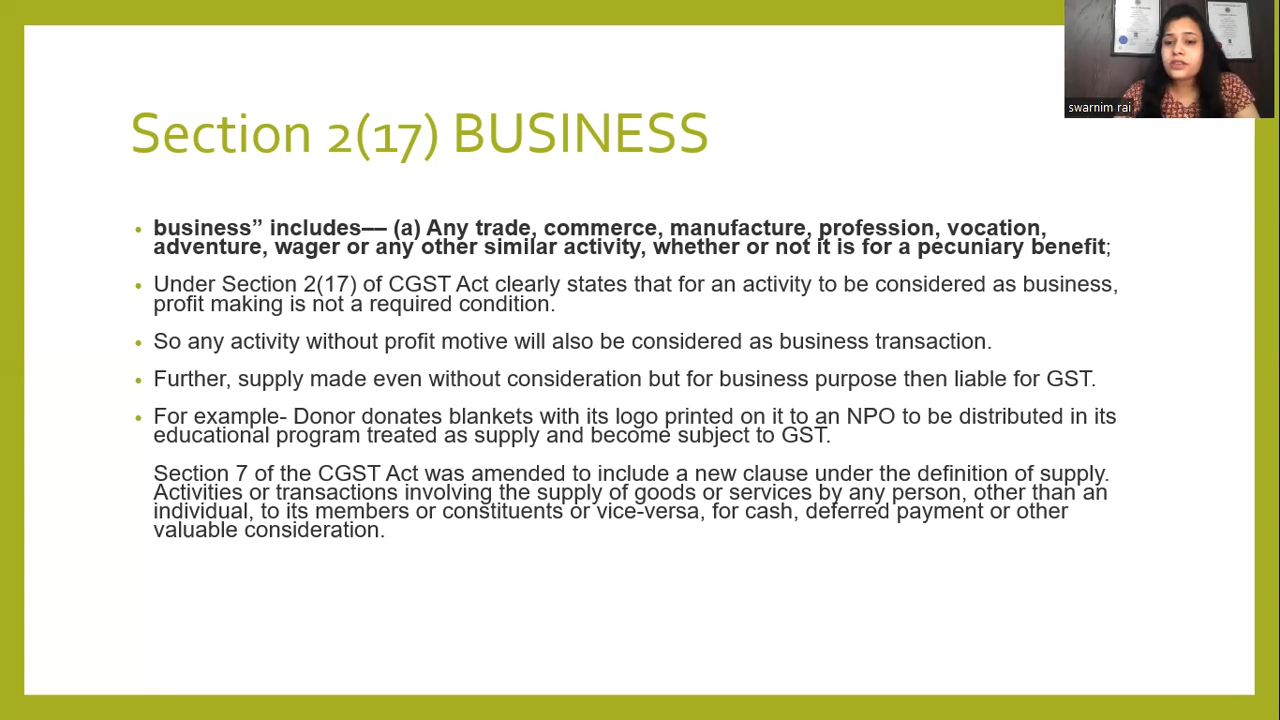 swarnim rai
Section 2(17) BUSINESS
• business” includes–– (a) Any trade, commerce, manufacture, profession, vocation,
adventure, wager or any other similar activity, whether or not it is for a pecuniary benefit;
• Under Section 2(17) of CGST Act clearly states that for an activity to be considered as business,
profit making is not a required condition.
• So any activity without profit motive will also be considered as business transaction.
• Further, supply made even without consideration but for business purpose then liable for GST.
• For example- Donor donates blankets with its logo printed on it to an NPO to be distributed in its
educational program treated as supply and become subject to GST.
Section 7 of the CGST Act was amended to include a new clause under the definition of supply.
Activities or transactions involving the supply of goods or services by any person, other than an
individual, to its members or constituents or vice-versa, for cash, deferred payment or other
valuable consideration.